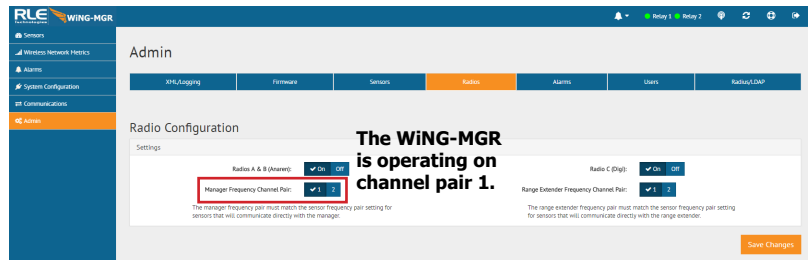 RLE WiNG-MGR
technologies
Relay 1 Relay 2
Sensors
Wireless Network Metrics
Alarms
System Configuration
Communications
Admin
Admin
XML/Logging Firmware Sensors Radios Alarms Users Radius/LDAP
Radio Configuration
Settings
The WiNG-MGR
is operating on
channel pair 1.
Radios A & B (Anaren): On Off
Manager Frequency Channel Pair: 1 2
The manager frequency pair must match the sensor frequency pair setting for
sensors that will communicate directly with the manager.
Radio C (Digi): On Off
Range Extender Frequency Channel Pair: 1 2
The range extender frequency pair must match the sensor frequency pair setting
for sensors that will communicate directly with the range extender.
Save Changes